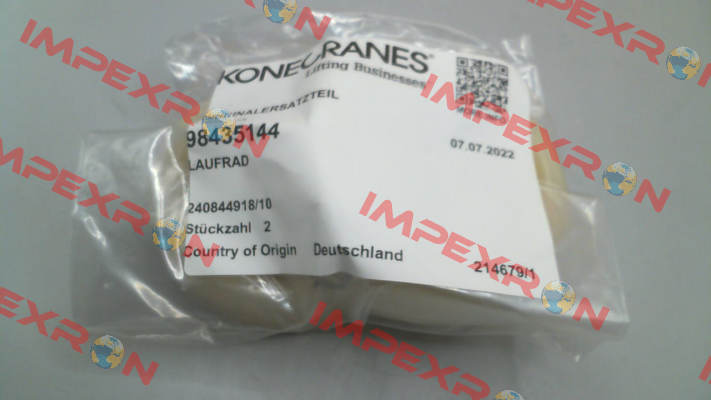 KONECRANES®
Lifting Businesses
INALERSATZTEIL
98435144
07.07.2022
LAUFRAD
240844918/10
Stückzahl 2
Country of Origin Deutschland
214679/1
IMPEXRON
IMPEXRON
IMPEXRON
IMPEXRON
IMPEXRON
IMPEXRON
IMPEXRON